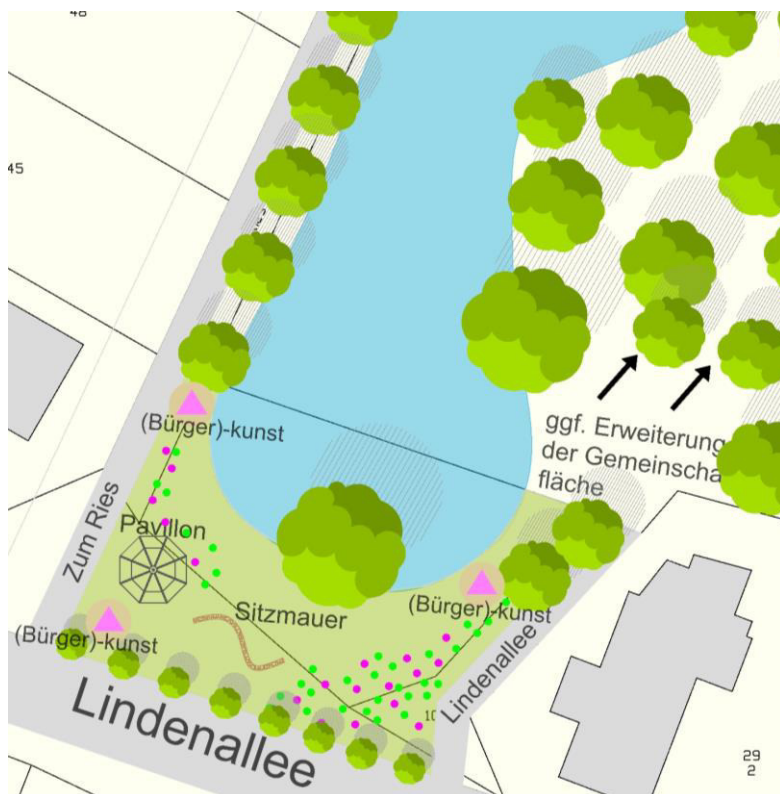 48
45
(Bürger)-kunst
ggf. Erweiterung
der Gemeinscha
fläche
Zum Ries
Pavillon
Sitzmauer
(Bürger)-kunst
(Bürger)-kunst
Lindenallee
Lindenallee
10
29
2